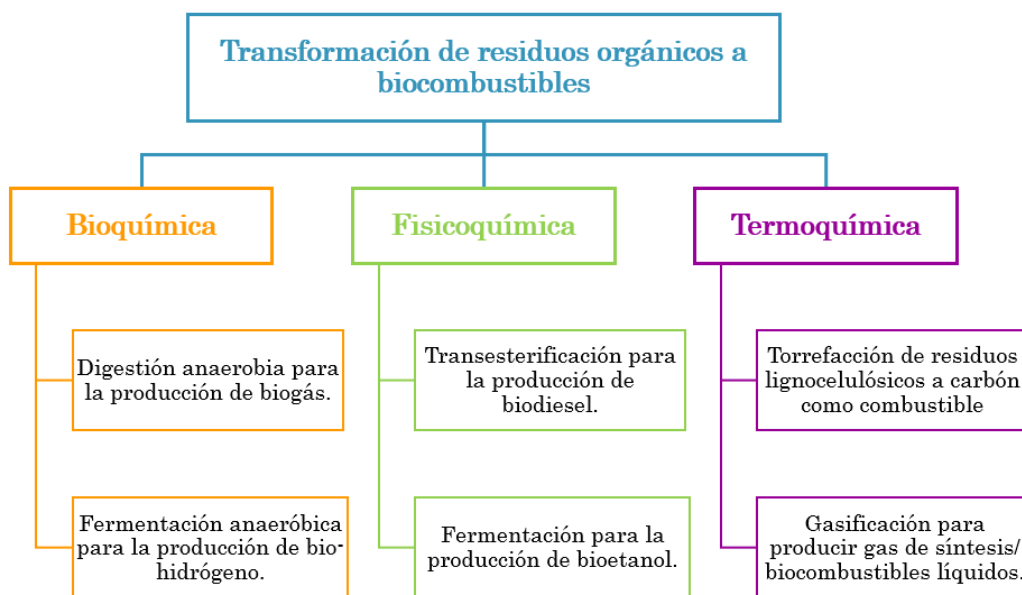 Transformación de residuos orgánicos a
biocombustibles
Bioquímica
Fisicoquímica
Termoquímica
Digestión anaerobia para
la producción de biogás.
Transesterificación para
la producción de
biodiesel.
Torrefacción de residuos
lignocelulósicos a carbón
como combustible
Fermentación anaeróbica
para la producción de bio-
hidrógeno.
Fermentación para la
producción de bioetanol.
Gasificación para
producir gas de síntesis/
biocombustibles líquidos.